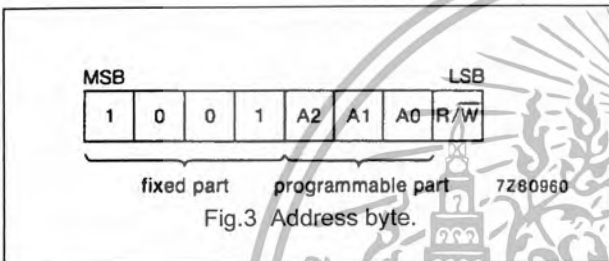 MSB LSB
1 0 0 1 A2 A1 A0 R/W̅
fixed part programmable part 7Z80960
Fig.3 Address byte.